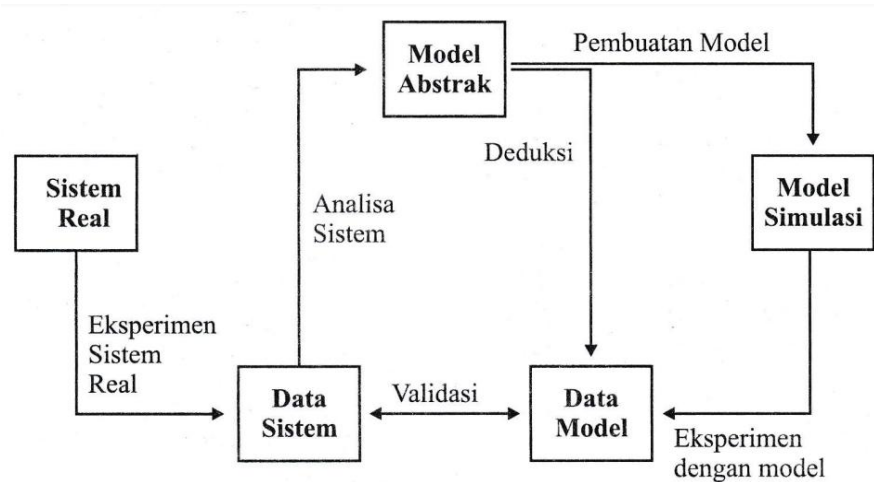 Model
Abstrak
Pembuatan Model
Deduksi
Sistem
Real
Model
Simulasi
Analisa
Sistem
Eksperimen
Sistem
Real
Data
Sistem
Validasi
Data
Model
Eksperimen
dengan model